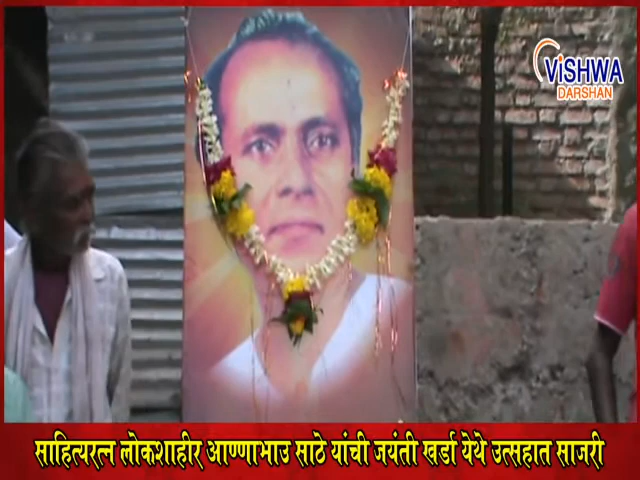 VISHWA
DARSHAN
साहित्यरत्न लोकशाहीर आण्णाभाउ साठे यांची जयंती खर्डा येथे उत्सहात साजरी